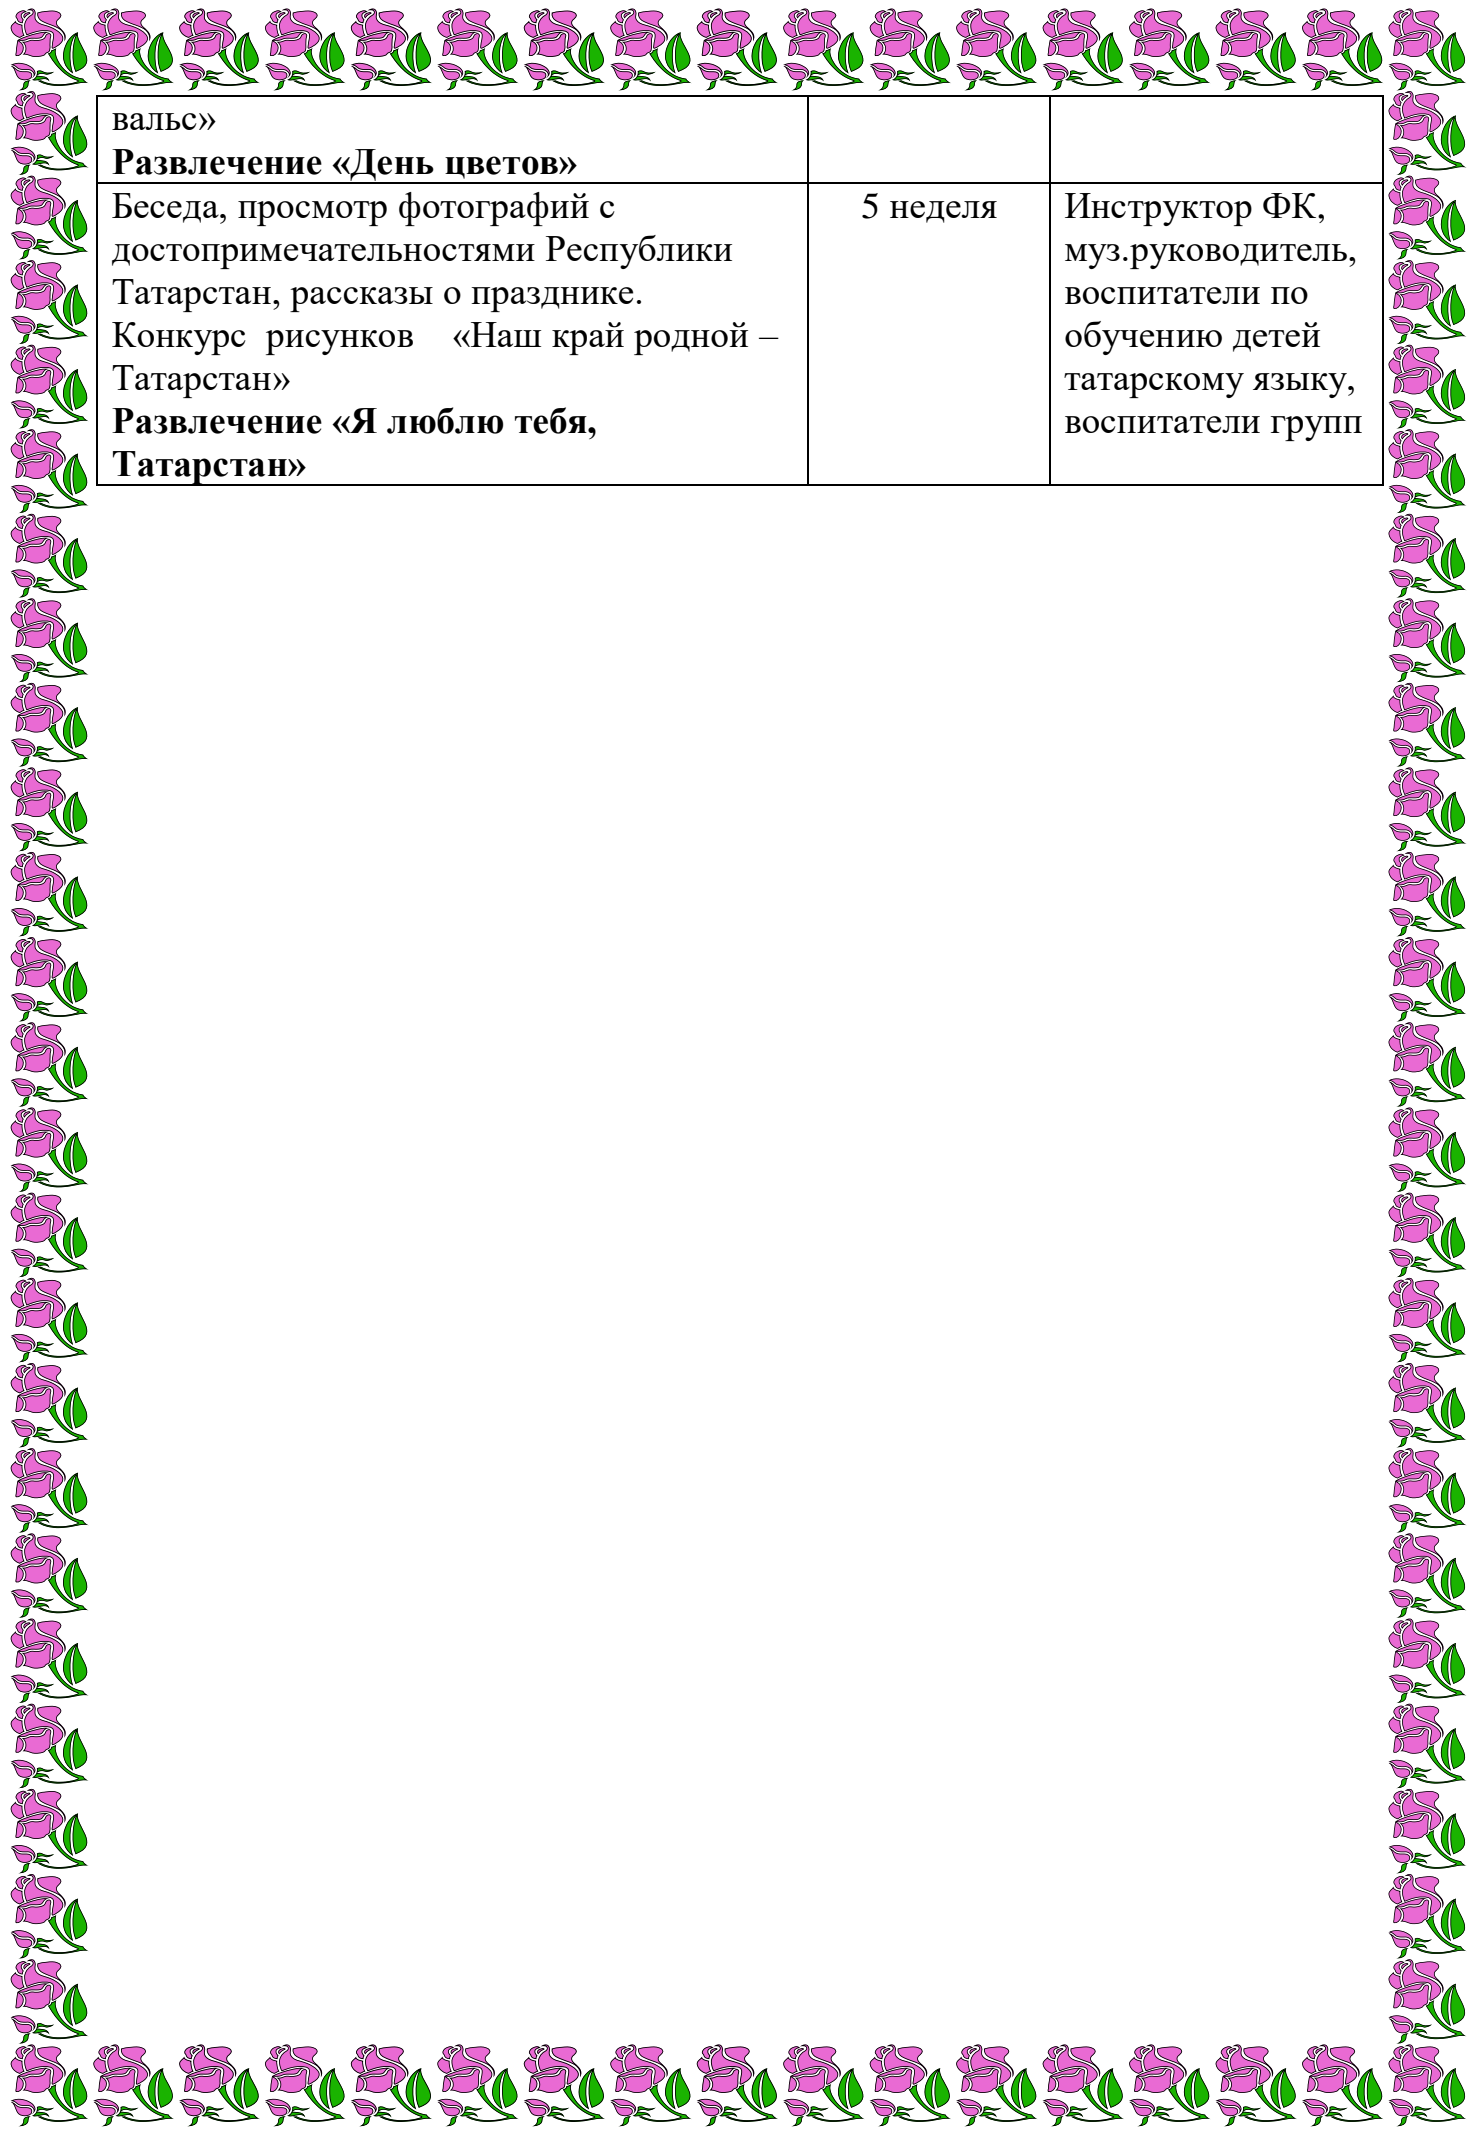 вальс»
Развлечение «День цветов»
Беседа, просмотр фотографий с
достопримечательностями Республики
Татарстан, рассказы о празднике.
Конкурс рисунков «Наш край родной –
Татарстан»
Развлечение «Я люблю тебя,
Татарстан»
5 неделя
Инструктор ФК,
муз.руководитель,
воспитатели по
обучению детей
татарскому языку,
воспитатели групп